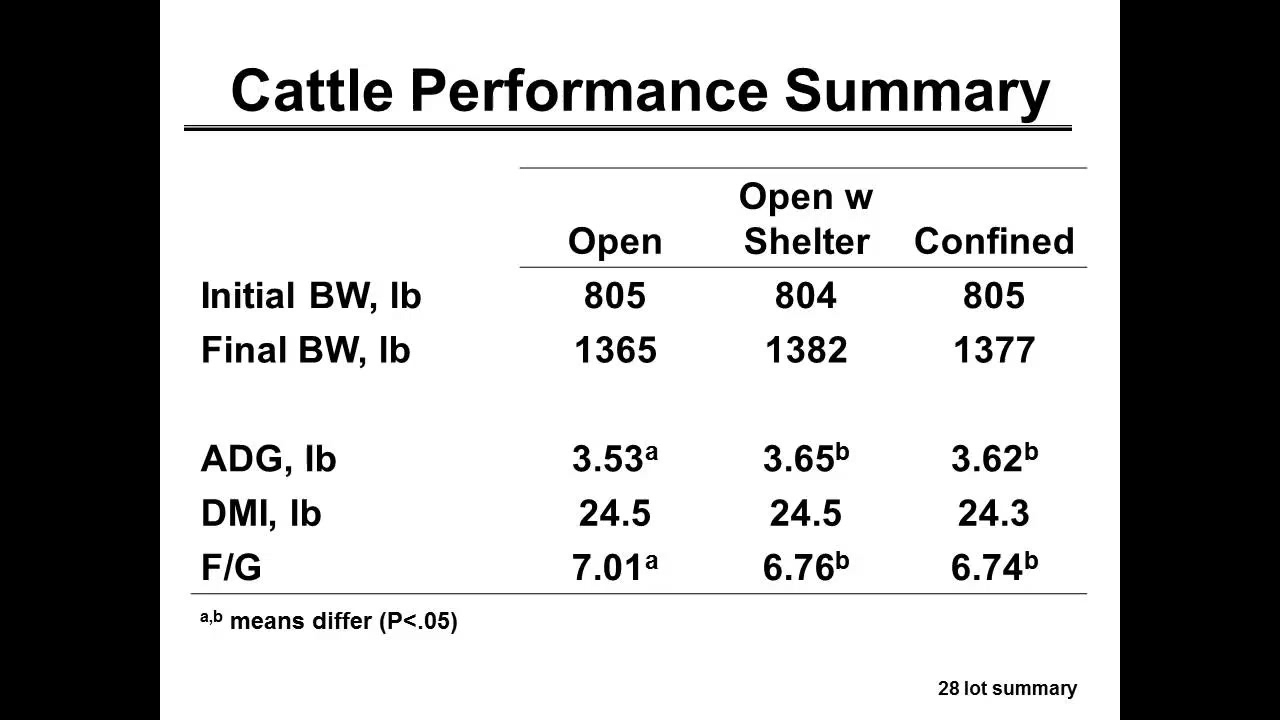 Cattle Performance Summary
Open w
Open Shelter Confined
Initial BW, lb 805 804 805
Final BW, lb 1365 1382 1377
ADG, lb 3.53ᵃ 3.65ᵇ 3.62ᵇ
DMI, lb 24.5 24.5 24.3
F/G 7.01ᵃ 6.76ᵇ 6.74ᵇ
ᵃ,ᵇ means differ (P<.05)
28 lot summary